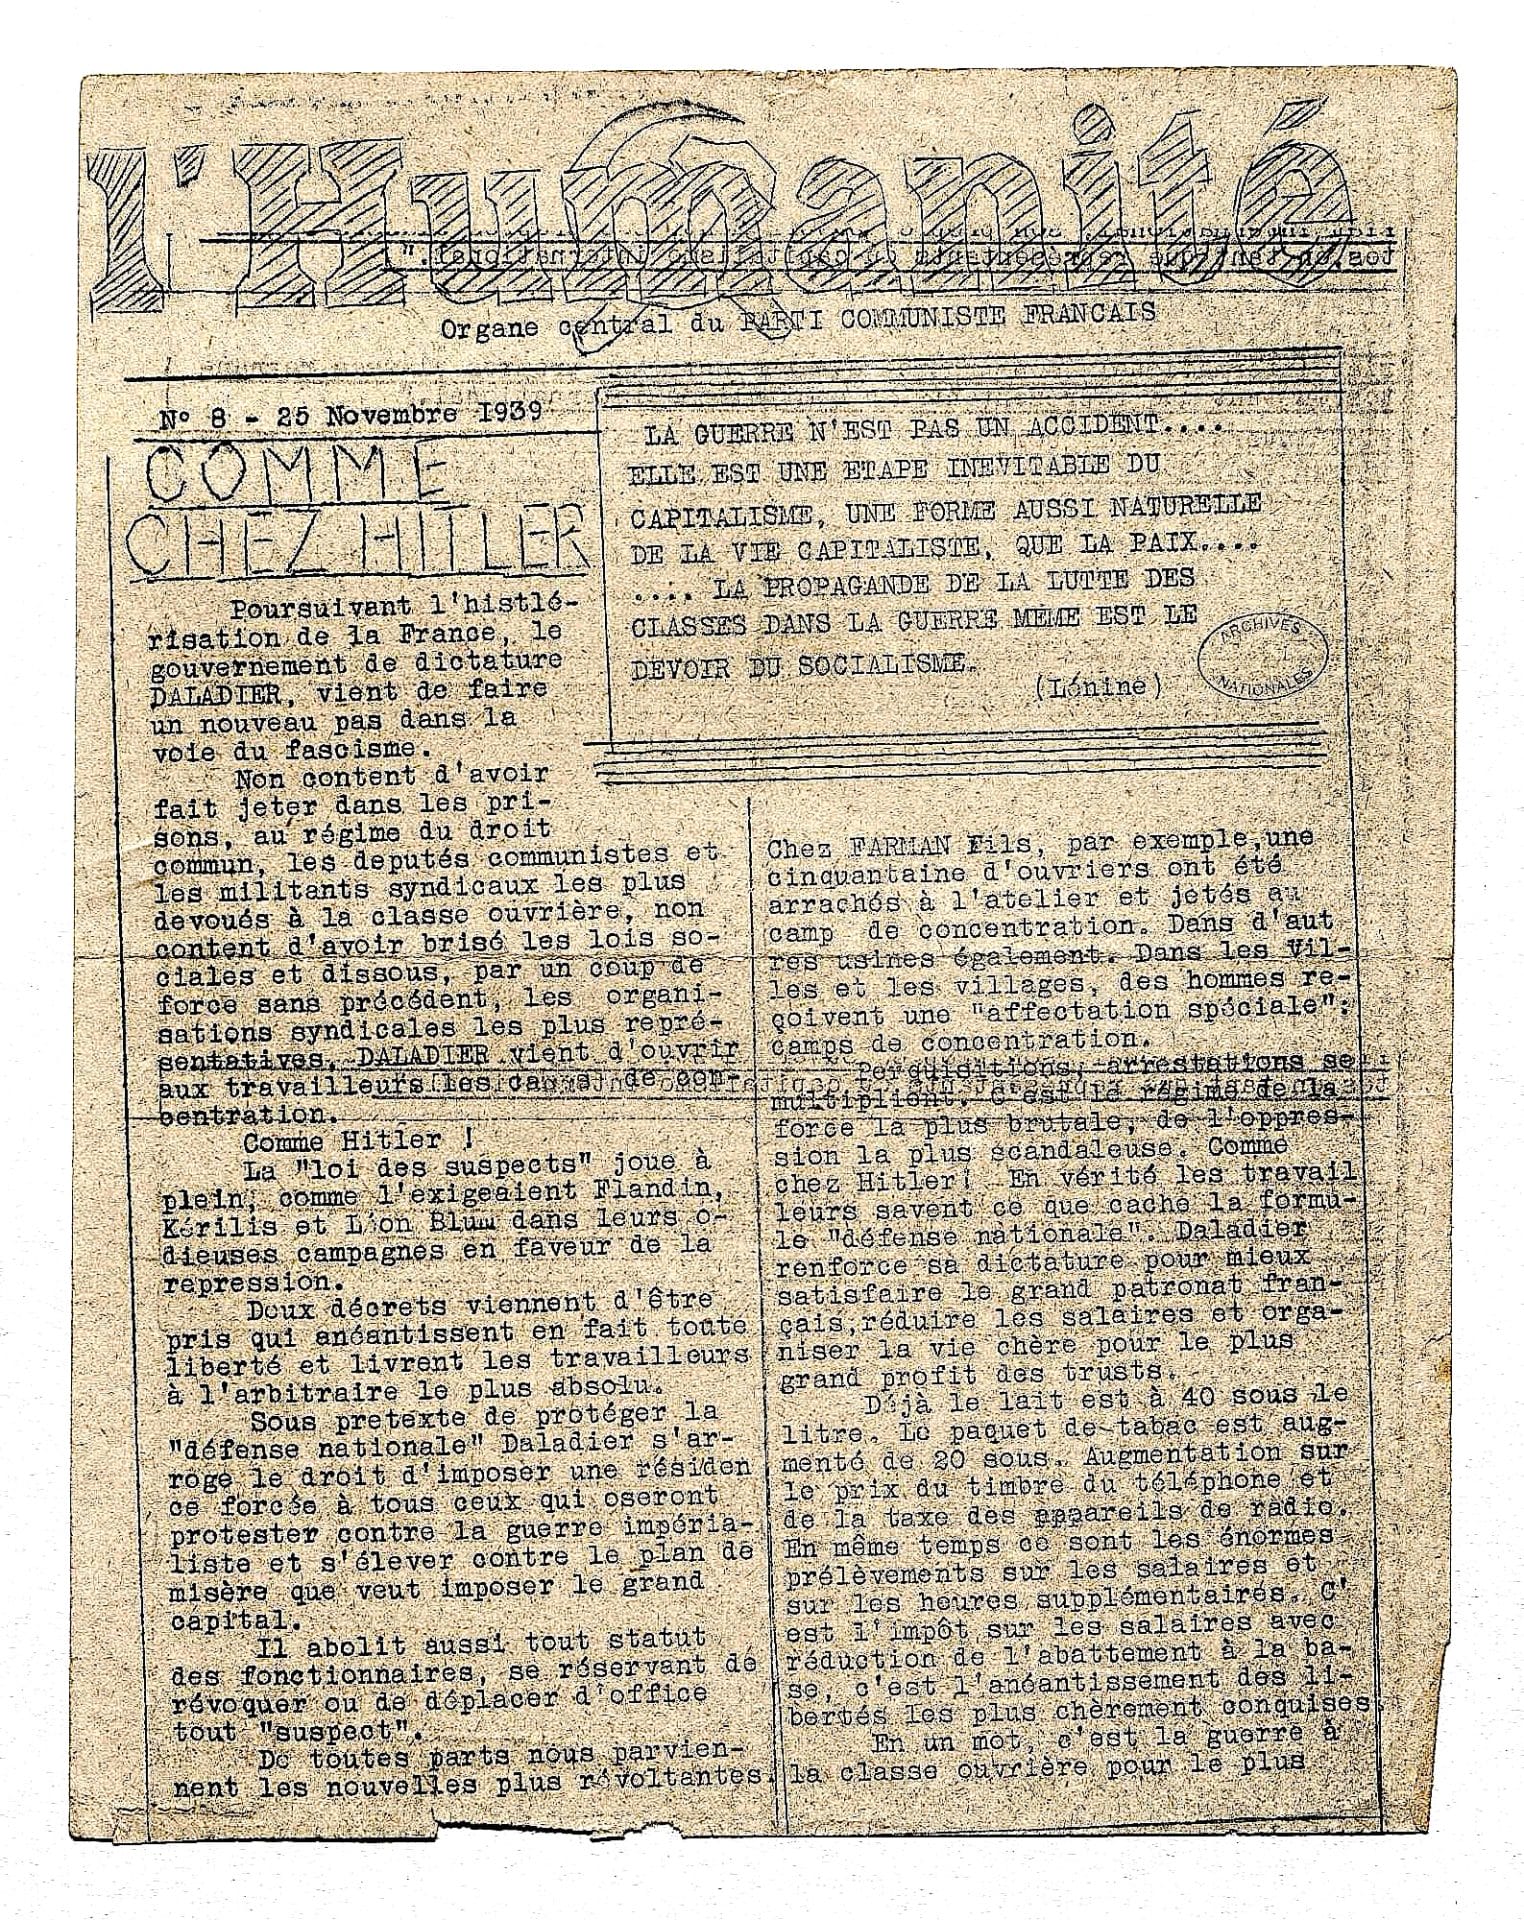 l'Humanité
Organe central du PARTI COMMUNISTE FRANCAIS
N° 8 - 25 Novembre 1939
COMME
CHEZ HITLER
LA GUERRE N'EST PAS UN ACCIDENT....
ELLE EST UNE ETAPE INEVITABLE DU
CAPITALISME, UNE FORME AUSSI NATURELLE
DE LA VIE CAPITALISTE, QUE LA PAIX....
.... LA PROPAGANDE DE LA LUTTE DES
CLASSES DANS LA GUERRE MEME EST LE
DEVOIR DU SOCIALISME.
(Lénine)
ARCHIVES
NATIONALES
Poursuivant l'histlé-
risation de la France, le
gouvernement de dictature
DALADIER, vient de faire
un nouveau pas dans la
voie du fascisme.
Non content d'avoir
fait jeter dans les pri-
sons, au régime du droit
commun, les deputés communistes et
les militants syndicaux les plus
devoués à la classe ouvrière, non
content d'avoir brisé les lois so-
ciales et dissous, par un coup de
force sans précédent, les organi-
sations syndicales les plus repré-
sentatives, DALADIER vient d'ouvrir
aux travailleurs les camps de con-
centration.
Comme Hitler !
La "loi des suspects" joue à
plein, comme l'exigeaient Flandin,
Kérilis et Léon Blum dans leurs o-
dieuses campagnes en faveur de la
repression.
Deux décrets viennent d'être
pris qui anéantissent en fait toute
liberté et livrent les travailleurs
à l'arbitraire le plus absolu.
Sous pretexte de protéger la
"défense nationale" Daladier s'ar-
roge le droit d'imposer une résiden
ce forcée à tous ceux qui oseront
protester contre la guerre impéria-
liste et s'élever contre le plan de
misère que veut imposer le grand
capital.
Il abolit aussi tout statut
des fonctionnaires, se réservant de
révoquer ou de déplacer d'office
tout "suspect".
De toutes parts nous parvien-
nent les nouvelles plus révoltantes.
Chez FARMAN Fils, par exemple, une
cinquantaine d'ouvriers ont été
arrachés à l'atelier et jetés au
camp de concentration. Dans d'aut
res usines également. Dans les Vil-
les et les villages, des hommes re-
çoivent une "affectation spéciale":
camps de concentration.
Perquisitions, arrestations se
multiplient. C'est le régime de la
force la plus brutale, de l'oppres-
sion la plus scandaleuse. Comme
chez Hitler! En vérité les travail
leurs savent ce que cache la formu-
le "défense nationale". Daladier
renforce sa dictature pour mieux
satisfaire le grand patronat fran-
çais, réduire les salaires et orga-
niser la vie chère pour le plus
grand profit des trusts.
Déjà le lait est à 40 sous le
litre. Le paquet de tabac est aug-
menté de 20 sous. Augmentation sur
le prix du timbre du téléphone et
de la taxe des appareils de radio.
En même temps ce sont les énormes
prélèvements sur les salaires et
sur les heures supplémentaires. C'
est l'impôt sur les salaires avec
réduction de l'abattement à la ba-
se, c'est l'anéantissement des li-
bertés les plus chèrement conquises.
En un mot, c'est la guerre à
la classe ouvrière pour le plus